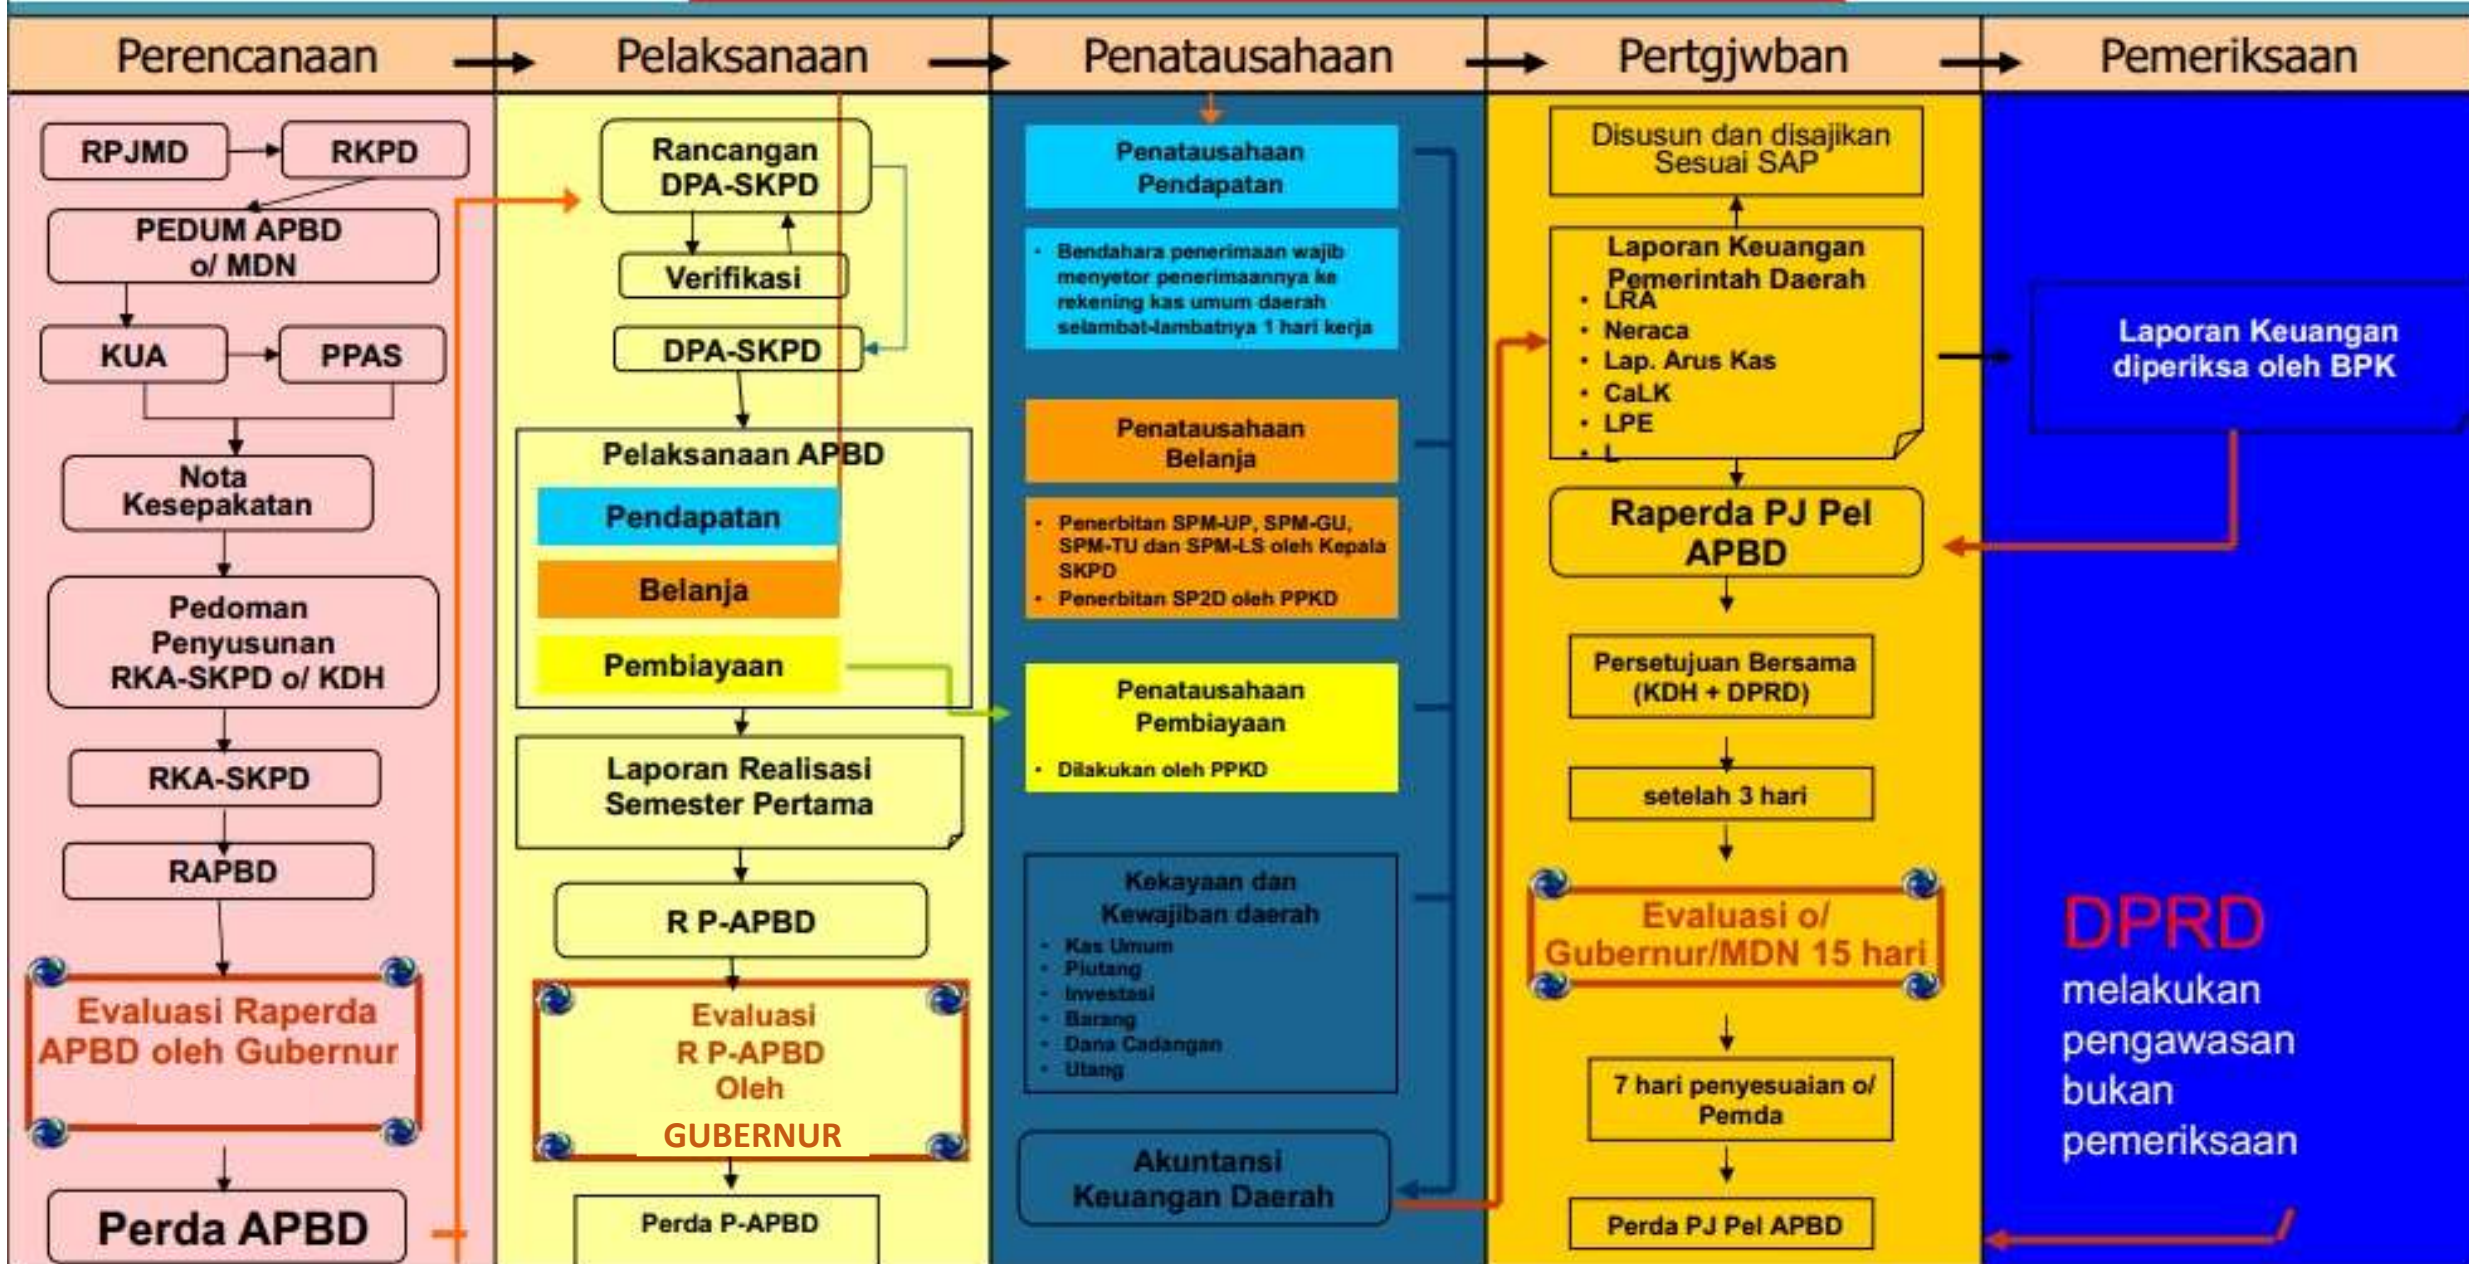 Perencanaan
Pelaksanaan
Penatausahaan
Pertgjwban
Pemeriksaan
RPJMD
RKPD
PEDUM APBD
o/ MDN
KUA
PPAS
Nota
Kesepakatan
Pedoman
Penyusunan
RKA-SKPD o/ KDH
RKA-SKPD
RAPBD
Evaluasi Raperda
APBD oleh Gubernur
Perda APBD
Rancangan
DPA-SKPD
Verifikasi
DPA-SKPD
Pelaksanaan APBD
Pendapatan
Belanja
Pembiayaan
Laporan Realisasi
Semester Pertama
R P-APBD
Evaluasi
R P-APBD
Oleh
GUBERNUR
Perda P-APBD
Penatausahaan
Pendapatan
• Bendahara penerimaan wajib
menyetor penerimaannya ke
rekening kas umum daerah
selambat-lambatnya 1 hari kerja
Penatausahaan
Belanja
• Penerbitan SPM-UP, SPM-GU,
SPM-TU dan SPM-LS oleh Kepala
SKPD
• Penerbitan SP2D oleh PPKD
Penatausahaan
Pembiayaan
• Dilakukan oleh PPKD
Kekayaan dan
Kewajiban daerah
- Kas Umum
- Piutang
- Investasi
- Barang
- Dana Cadangan
- Utang
Akuntansi
Keuangan Daerah
Disusun dan disajikan
Sesuai SAP
Laporan Keuangan
Pemerintah Daerah
• LRA
• Neraca
• Lap. Arus Kas
• CaLK
• LPE
• L
Raperda PJ Pel
APBD
Persetujuan Bersama
(KDH + DPRD)
setelah 3 hari
Evaluasi o/
Gubernur/MDN 15 hari
7 hari penyesuaian o/
Pemda
Perda PJ Pel APBD
Laporan Keuangan
diperiksa oleh BPK
DPRD
melakukan
pengawasan
bukan
pemeriksaan